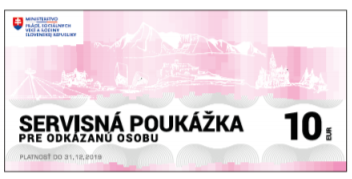 MINISTERSTVO
PRÁCE, SOCIÁLNYCH
VECÍ A RODINY
SLOVENSKEJ REPUBLIKY
SERVISNÁ POUKÁŽKA
PRE ODKÁZANÚ OSOBU
10 EUR
PLATNOSŤ DO 31.12.2019